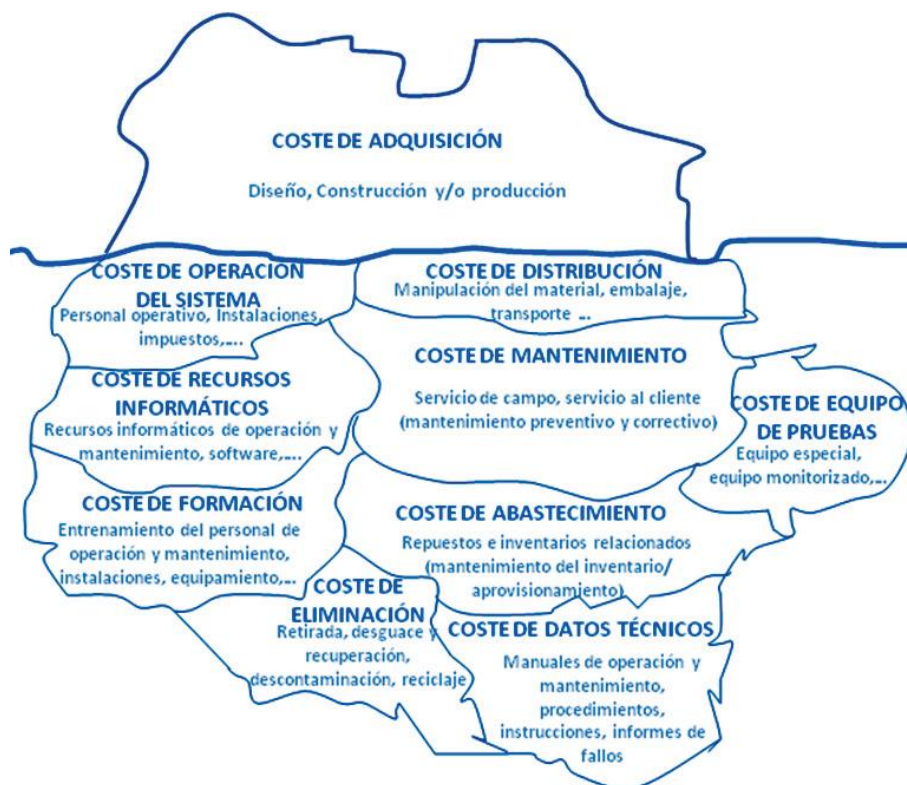 COSTE DE ADQUISICIÓN
Diseño, Construcción y/o producción
COSTE DE OPERACIÓN
DEL SISTEMA
Personal operativo, Instalaciones,
impuestos,....
COSTE DE DISTRIBUCIÓN
Manipulación del material, embalaje,
transporte ...
COSTE DE RECURSOS
INFORMÁTICOS
Recursos informáticos de operación y
mantenimiento, software,....
COSTE DE MANTENIMIENTO
Servicio de campo, servicio al cliente
(mantenimiento preventivo y correctivo)
COSTE DE EQUIPO
DE PRUEBAS
Equipo especial,
equipo monitorizado,...
COSTE DE FORMACIÓN
Entrenamiento del personal de
operación y mantenimiento,
instalaciones, equipamiento,...
COSTE DE ABASTECIMIENTO
Repuestos e inventarios relacionados
(mantenimiento del inventario/
aprovisionamiento)
COSTE DE
ELIMINACIÓN
Retirada, desguace y
recuperación,
descontaminación, reciclaje
COSTE DE DATOS TÉCNICOS
Manuales de operación y
mantenimiento,
procedimientos,
instrucciones, informes de
fallos